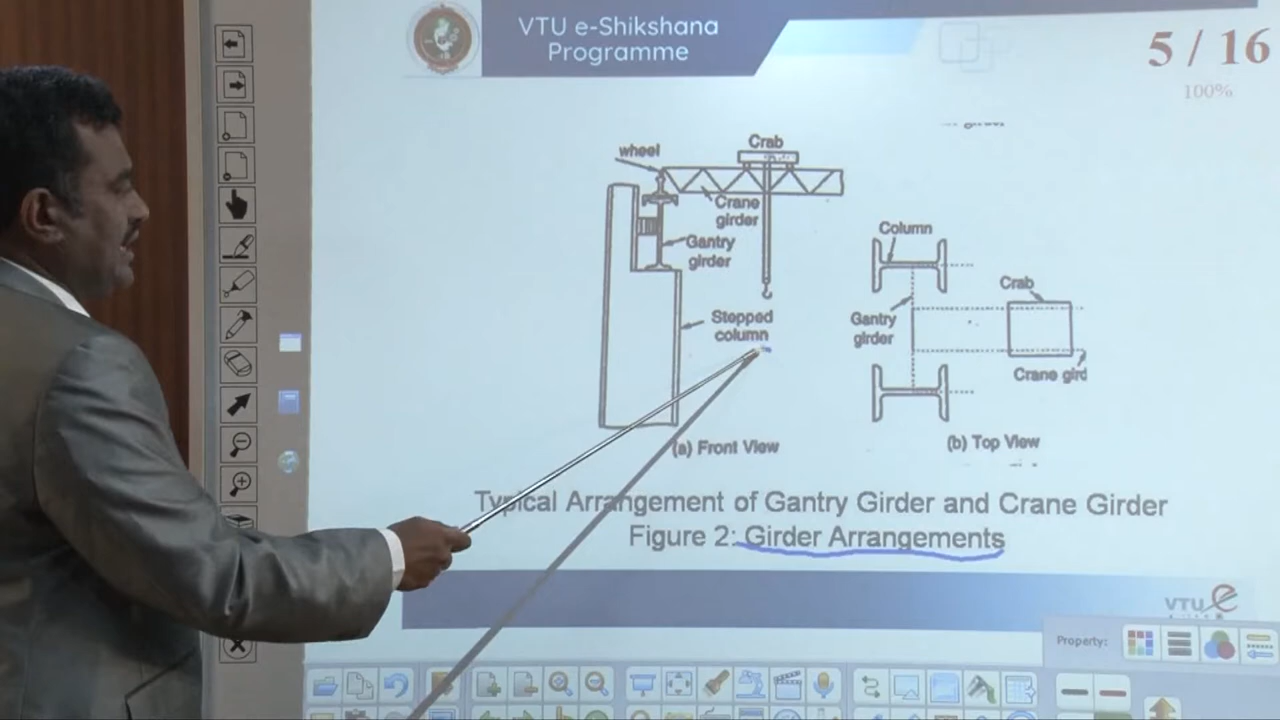 VTU e-Shikshana
Programme
5 / 16
100%
wheel
Crab
Crane
girder
Gantry
girder
Stepped
column
(a) Front View
Column
Crab
Gantry
girder
Crane gird
(b) Top View
Typical Arrangement of Gantry Girder and Crane Girder
Figure 2: Girder Arrangements
VTU e
Property: